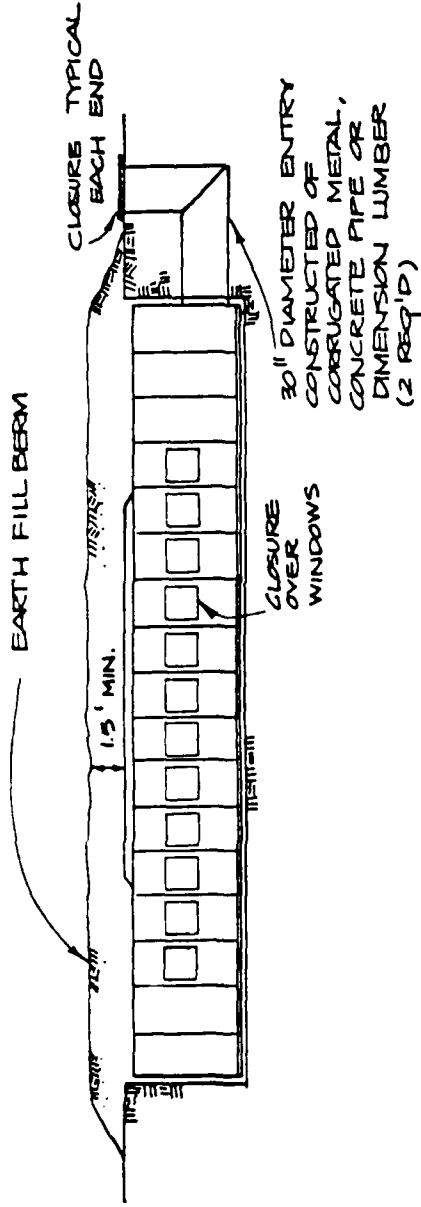 EARTH FILL BERM
CLOSURE TYPICAL
EACH END
1.5' MIN.
CLOSURE
OVER
WINDOWS
30" DIAMETER ENTRY
CONSTRUCTED OF
CORRUGATED METAL,
CONCRETE PIPE OR
DIMENSION LUMBER
(2 REQ'D)